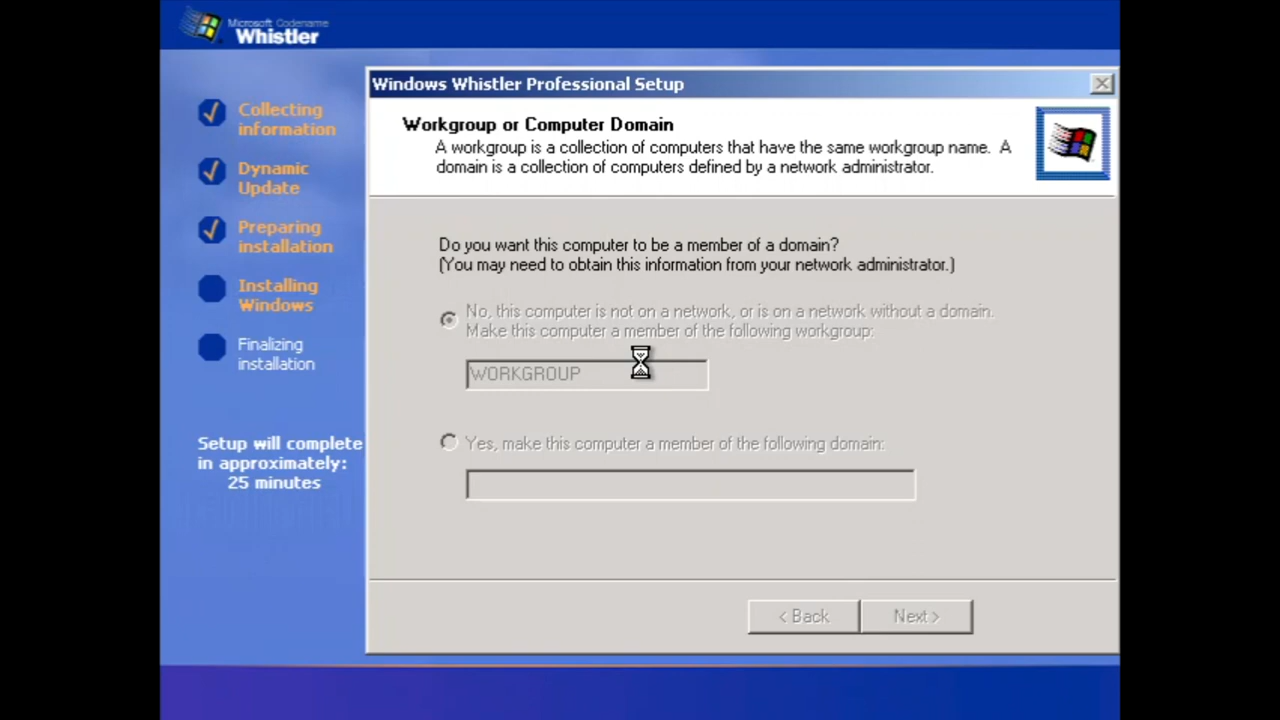 Microsoft Codename
Whistler
Collecting
information
Dynamic
Update
Preparing
installation
Installing
Windows
Finalizing
installation
Setup will complete
in approximately:
25 minutes
Windows Whistler Professional Setup
Workgroup or Computer Domain
A workgroup is a collection of computers that have the same workgroup name. A
domain is a collection of computers defined by a network administrator.
Do you want this computer to be a member of a domain?
(You may need to obtain this information from your network administrator.)
No, this computer is not on a network, or is on a network without a domain.
Make this computer a member of the following workgroup:
WORKGROUP
Yes, make this computer a member of the following domain:
< Back
Next >